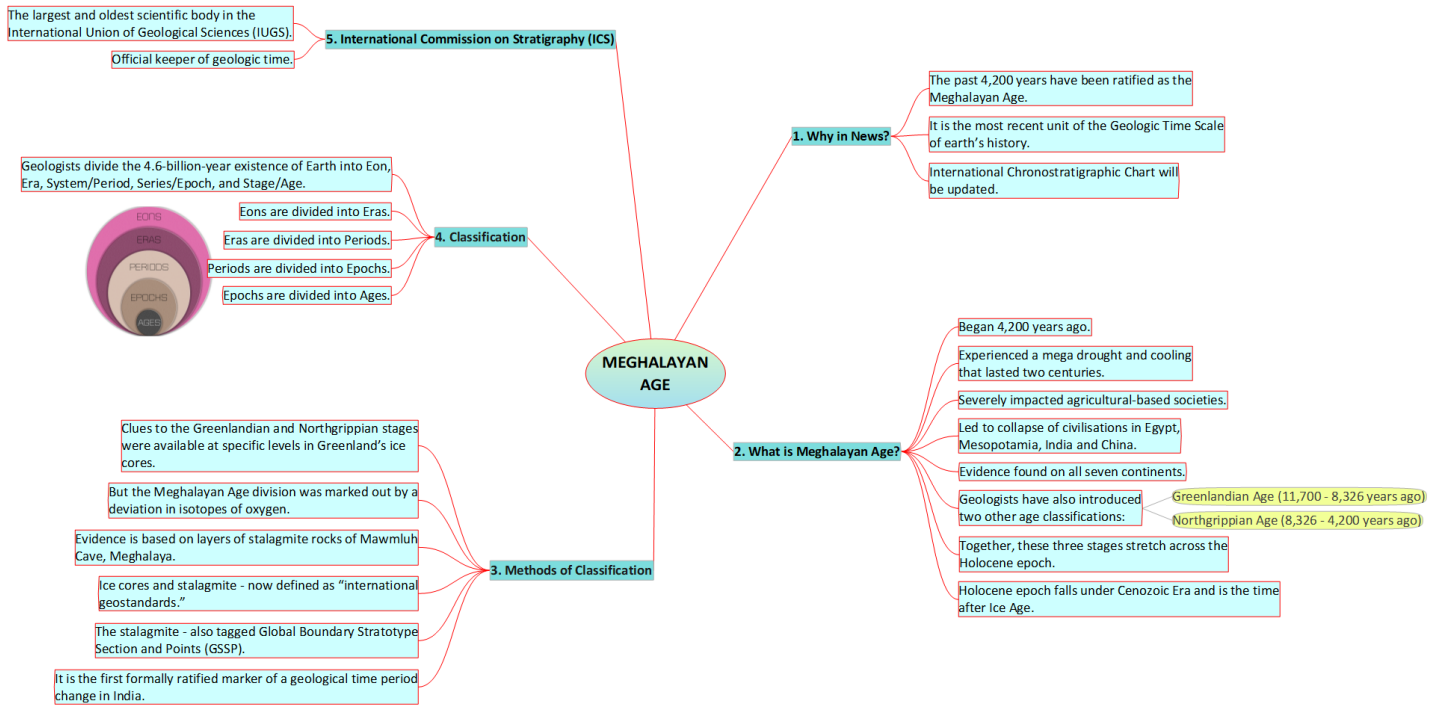 MEGHALAYAN
AGE
1. Why in News?
The past 4,200 years have been ratified as the
Meghalayan Age.
It is the most recent unit of the Geologic Time Scale
of earth’s history.
International Chronostratigraphic Chart will
be updated.
2. What is Meghalayan Age?
Began 4,200 years ago.
Experienced a mega drought and cooling
that lasted two centuries.
Severely impacted agricultural-based societies.
Led to collapse of civilisations in Egypt,
Mesopotamia, India and China.
Evidence found on all seven continents.
Geologists have also introduced
two other age classifications:
Greenlandian Age (11,700 - 8,326 years ago)
Northgrippian Age (8,326 - 4,200 years ago)
Together, these three stages stretch across the
Holocene epoch.
Holocene epoch falls under Cenozoic Era and is the time
after Ice Age.
3. Methods of Classification
Clues to the Greenlandian and Northgrippian stages
were available at specific levels in Greenland’s ice
cores.
But the Meghalayan Age division was marked out by a
deviation in isotopes of oxygen.
Evidence is based on layers of stalagmite rocks of Mawmluh
Cave, Meghalaya.
Ice cores and stalagmite - now defined as “international
geostandards.”
The stalagmite - also tagged Global Boundary Stratotype
Section and Points (GSSP).
It is the first formally ratified marker of a geological time period
change in India.
4. Classification
Geologists divide the 4.6-billion-year existence of Earth into Eon,
Era, System/Period, Series/Epoch, and Stage/Age.
Eons are divided into Eras.
Eras are divided into Periods.
Periods are divided into Epochs.
Epochs are divided into Ages.
EONS
ERAS
PERIODS
EPOCHS
AGES
5. International Commission on Stratigraphy (ICS)
The largest and oldest scientific body in the
International Union of Geological Sciences (IUGS).
Official keeper of geologic time.